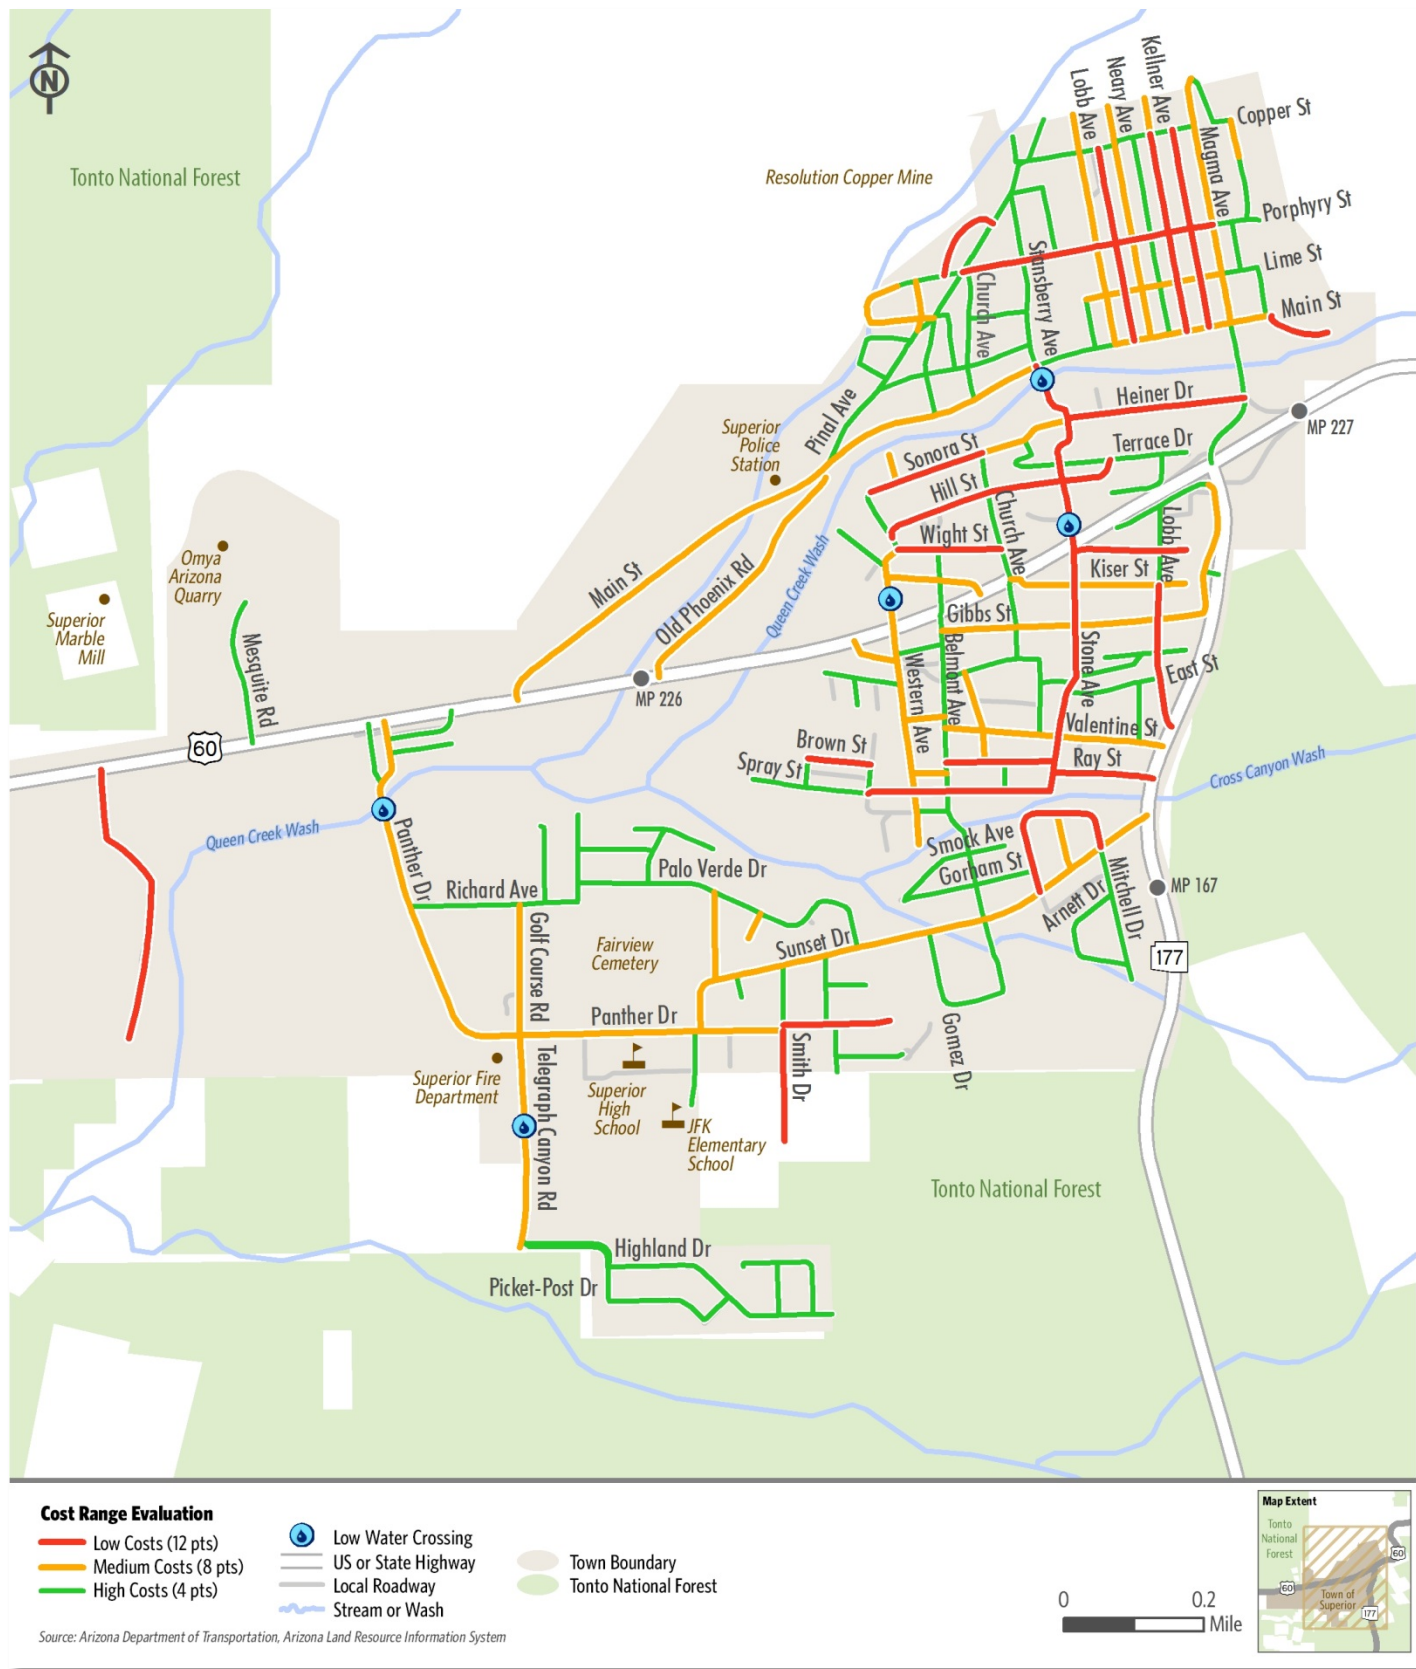 N
Tonto National Forest
Resolution Copper Mine
Lobb Ave
Neary Ave
Kellner Ave
Magma Ave
Copper St
Porphyry St
Lime St
Main St
Church Ave
Stansberry Ave
Pinal Ave
Heiner Dr
MP 227
Superior
Police
Station
Sonora St
Terrace Dr
Hill St
Church Ave
Wight St
Lobb Ave
Kiser St
Gibbs St
Omya
Arizona
Quarry
Superior
Marble
Mill
Main St
Old Phoenix Rd
Queen Creek Wash
Mesquite Rd
MP 226
60
Western Ave
Belmont Ave
Stone Ave
East St
Valentine St
Brown St
Spray St
Ray St
Cross Canyon Wash
Queen Creek Wash
Panther Dr
Smock Ave
Gorham St
Palo Verde Dr
Richard Ave
Mitchell Dr
MP 167
Arnett Dr
Golf Course Rd
Fairview
Cemetery
Sunset Dr
177
Panther Dr
Smith Dr
Gomez Dr
Superior Fire
Department
Telegraph Canyon Rd
Superior
High
School
JFK
Elementary
School
Tonto National Forest
Highland Dr
Picket-Post Dr
Cost Range Evaluation
Low Costs (12 pts)
Medium Costs (8 pts)
High Costs (4 pts)
Low Water Crossing
US or State Highway
Local Roadway
Stream or Wash
Town Boundary
Tonto National Forest
0 0.2
Mile
Map Extent
Tonto
National
Forest
60
60
Town of
Superior
177
Source: Arizona Department of Transportation, Arizona Land Resource Information System